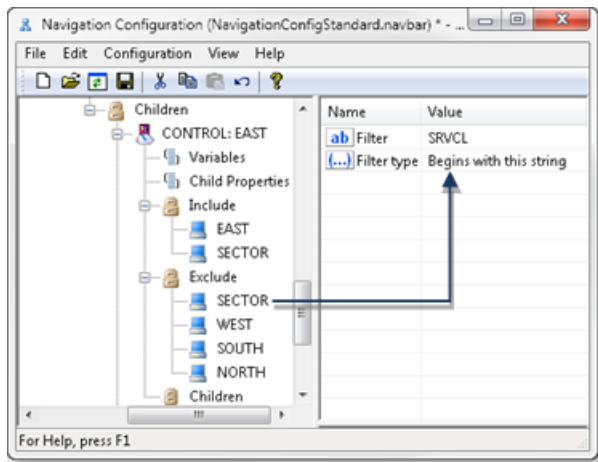 Navigation Configuration (NavigationConfigStandard.navbar) * - ...
File Edit Configuration View Help
Children
CONTROL: EAST
Variables
Child Properties
Include
EAST
SECTOR
Exclude
SECTOR
WEST
SOUTH
NORTH
Children
Name Value
ab Filter SRVCL
(...) Filter type Begins with this string
For Help, press F1